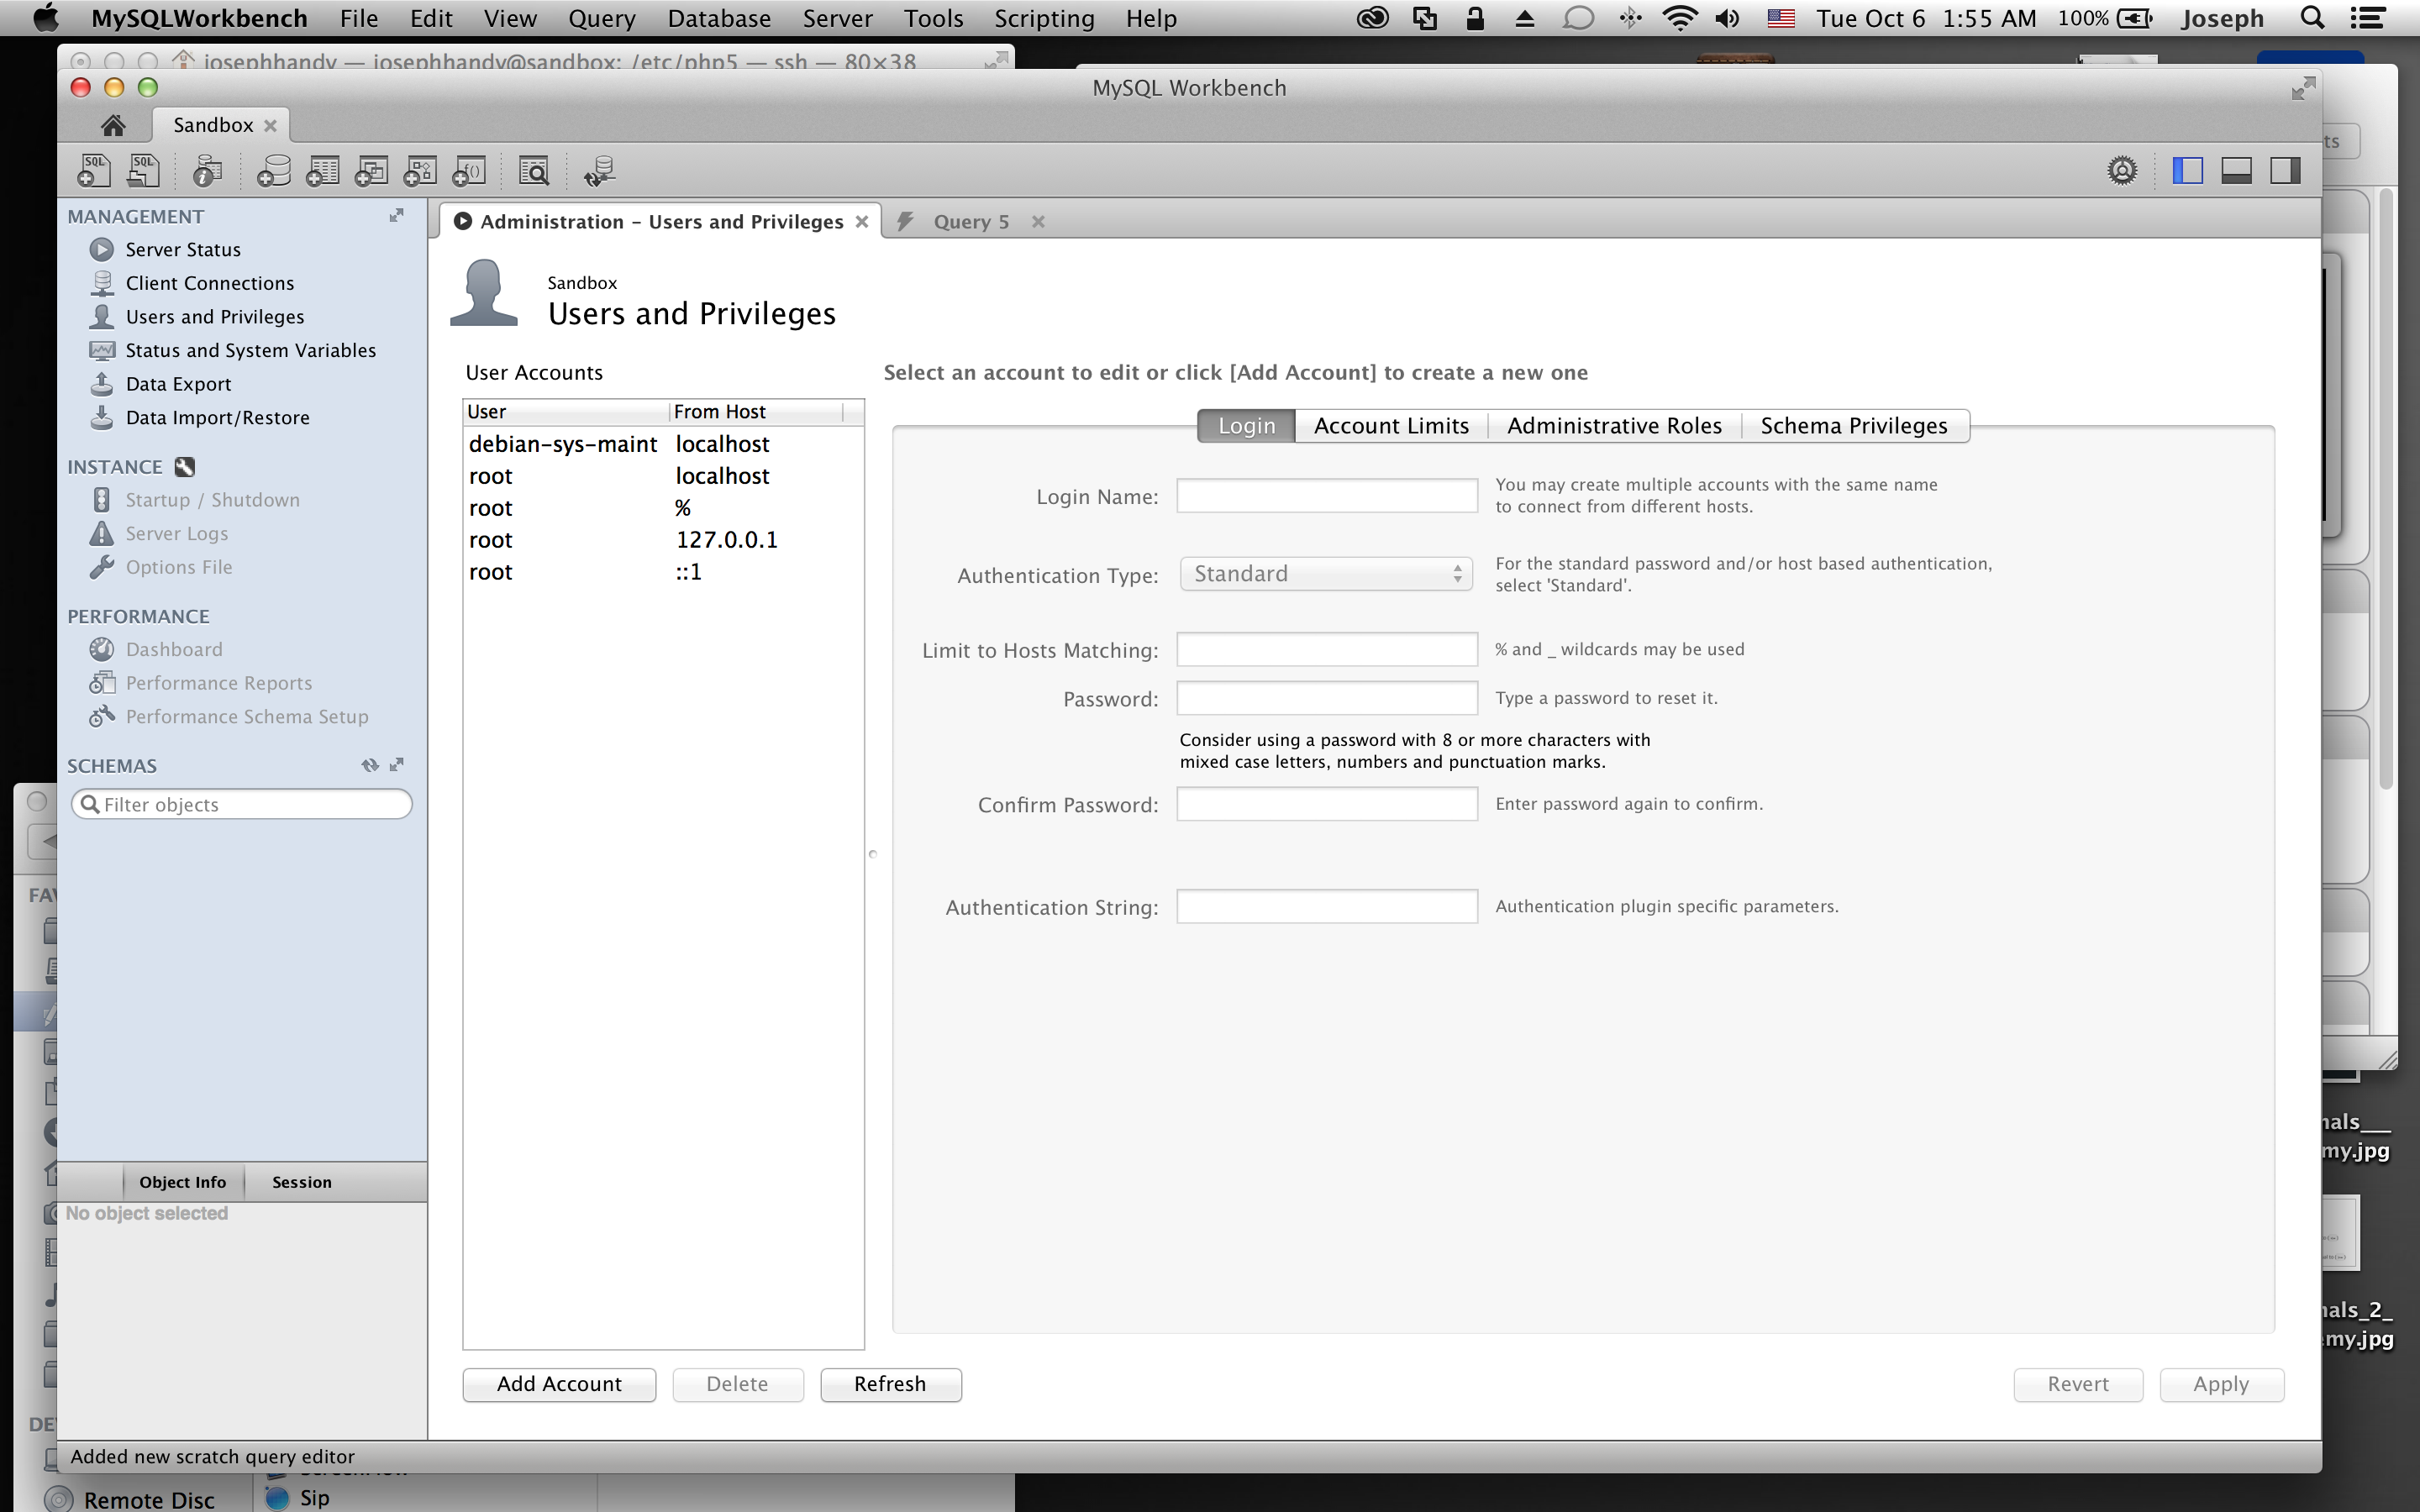 MySQLWorkbench File Edit View Query Database Server Tools Scripting Help Tue Oct 6 1:55 AM 100% Joseph
josephhandy — josephhandy@sandbox: /etc/php5 — ssh — 80×38
MySQL Workbench
Sandbox
MANAGEMENT
Server Status
Client Connections
Users and Privileges
Status and System Variables
Data Export
Data Import/Restore
INSTANCE
Startup / Shutdown
Server Logs
Options File
PERFORMANCE
Dashboard
Performance Reports
Performance Schema Setup
SCHEMAS
Filter objects
Object Info Session
No object selected
Administration - Users and Privileges Query 5
Sandbox
Users and Privileges
User Accounts
User From Host
debian-sys-maint localhost
root localhost
root %
root 127.0.0.1
root ::1
Select an account to edit or click [Add Account] to create a new one
Login Account Limits Administrative Roles Schema Privileges
Login Name:
You may create multiple accounts with the same name
to connect from different hosts.
Authentication Type: Standard
For the standard password and/or host based authentication,
select 'Standard'.
Limit to Hosts Matching: % and _ wildcards may be used
Password: Type a password to reset it.
Consider using a password with 8 or more characters with
mixed case letters, numbers and punctuation marks.
Confirm Password: Enter password again to confirm.
Authentication String: Authentication plugin specific parameters.
Add Account Delete Refresh Revert Apply
Added new scratch query editor
Remote Disc Sip